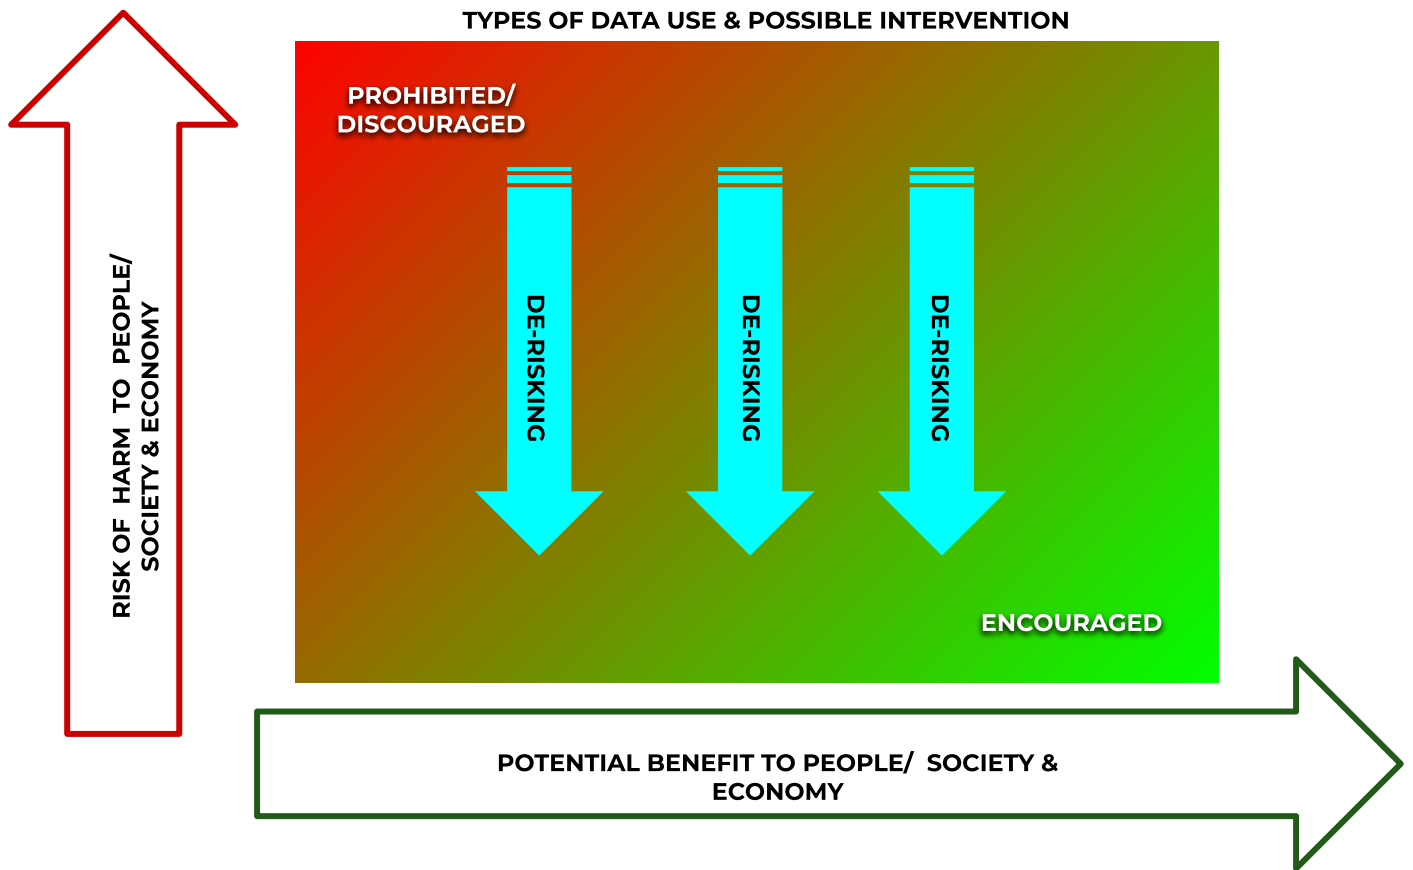 TYPES OF DATA USE & POSSIBLE INTERVENTION
PROHIBITED/
DISCOURAGED
RISK OF HARM TO PEOPLE/
SOCIETY & ECONOMY
DE-RISKING
DE-RISKING
DE-RISKING
ENCOURAGED
POTENTIAL BENEFIT TO PEOPLE/ SOCIETY &
ECONOMY